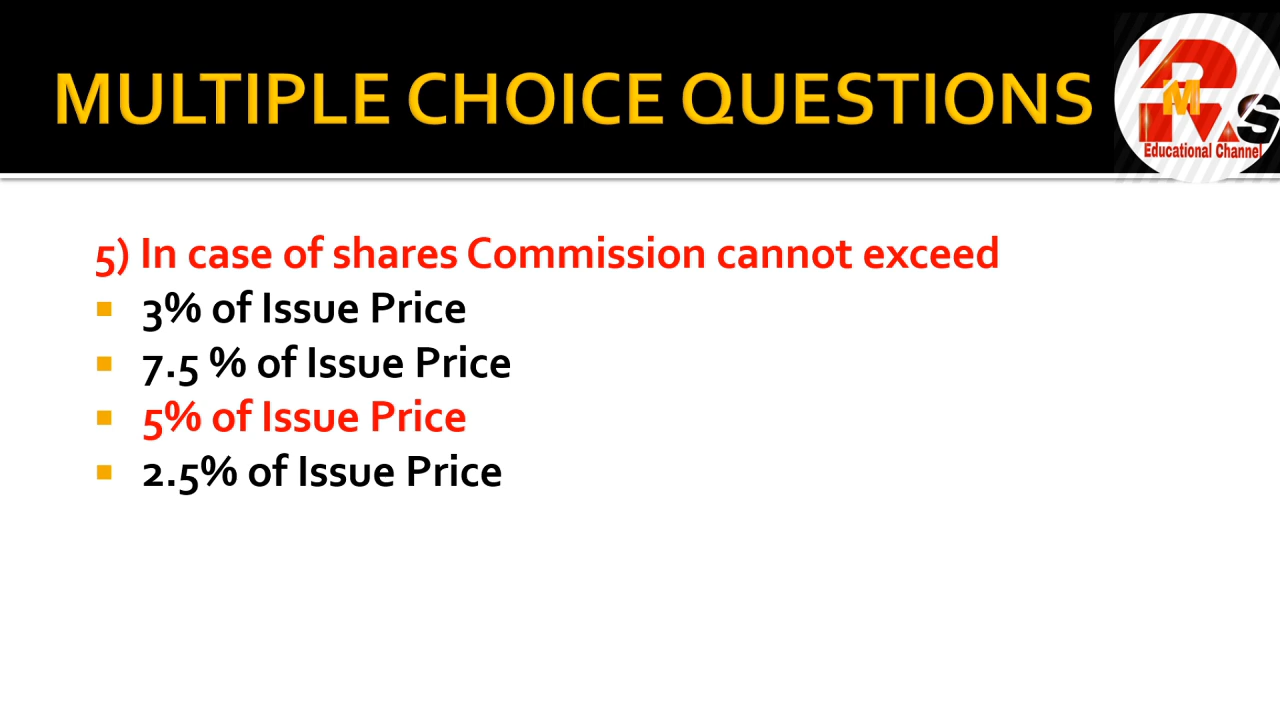 MULTIPLE CHOICE QUESTIONS
M
S
Educational Channel
5) In case of shares Commission cannot exceed
3% of Issue Price
7.5 % of Issue Price
5% of Issue Price
2.5% of Issue Price